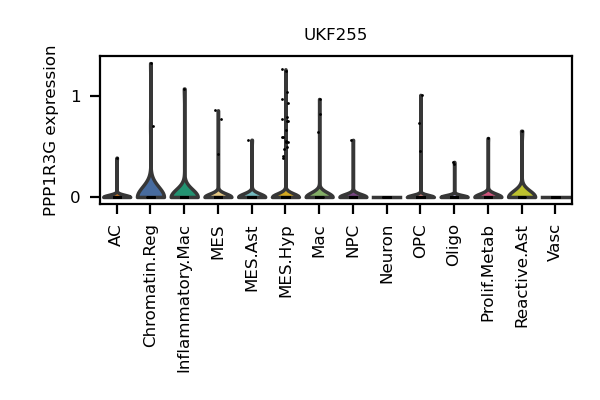 UKF255
PPP1R3G expression
1
0
AC
Chromatin.Reg
Inflammatory.Mac
MES
MES.Ast
MES.Hyp
Mac
NPC
Neuron
OPC
Oligo
Prolif.Metab
Reactive.Ast
Vasc